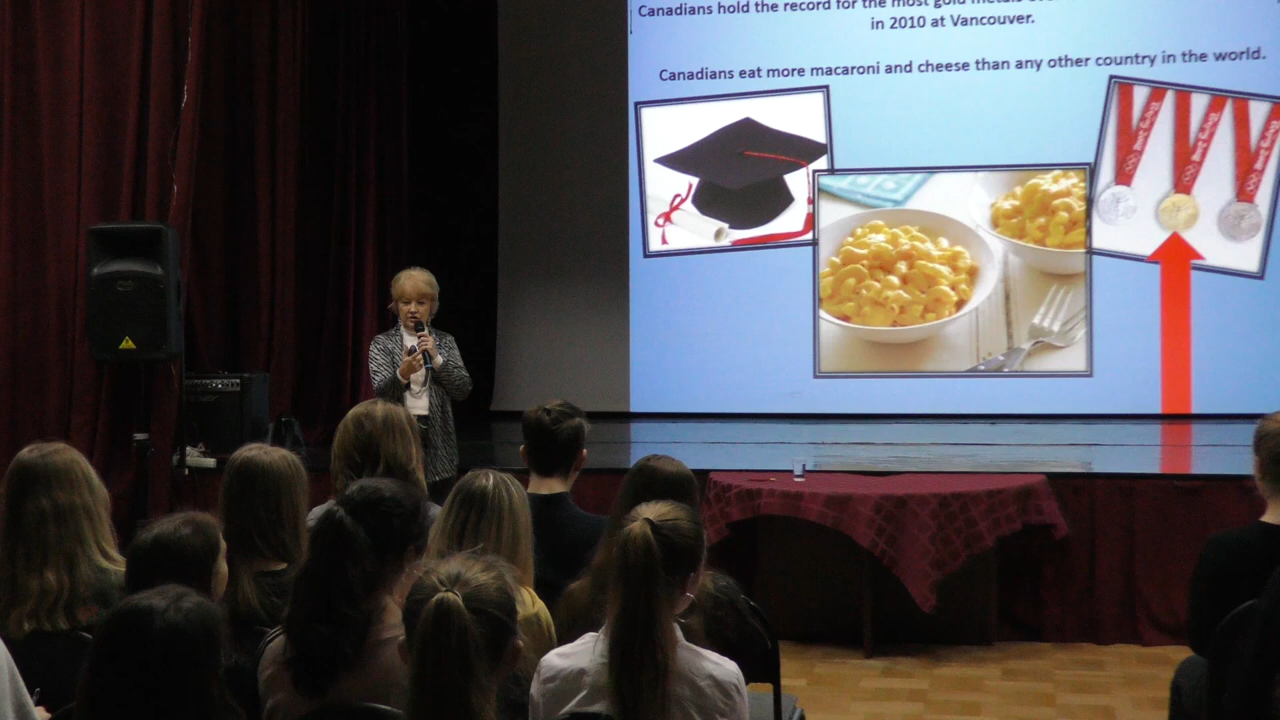 Canadians hold the record for the most gold metals
in 2010 at Vancouver.
Canadians eat more macaroni and cheese than any other country in the world.